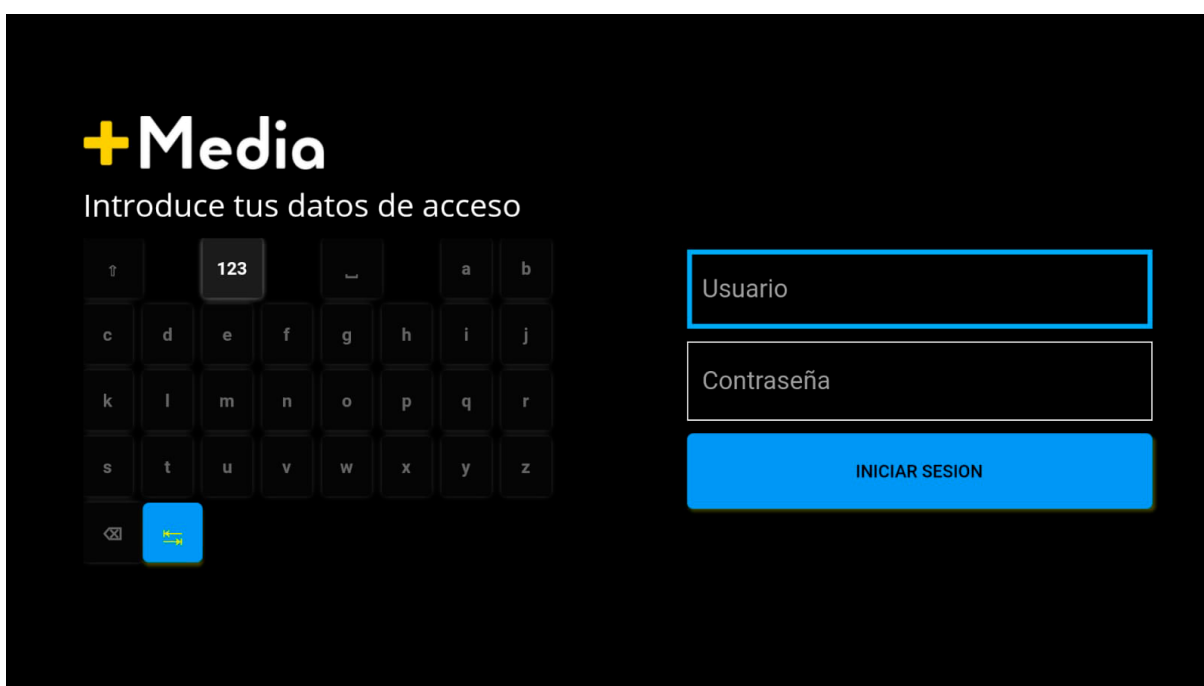 +Media
Introduce tus datos de acceso
⇧ 123 ⎵ a b
c d e f g h i j
k l m n o p q r
s t u v w x y z
⌫ ↹
Usuario
Contraseña
INICIAR SESION